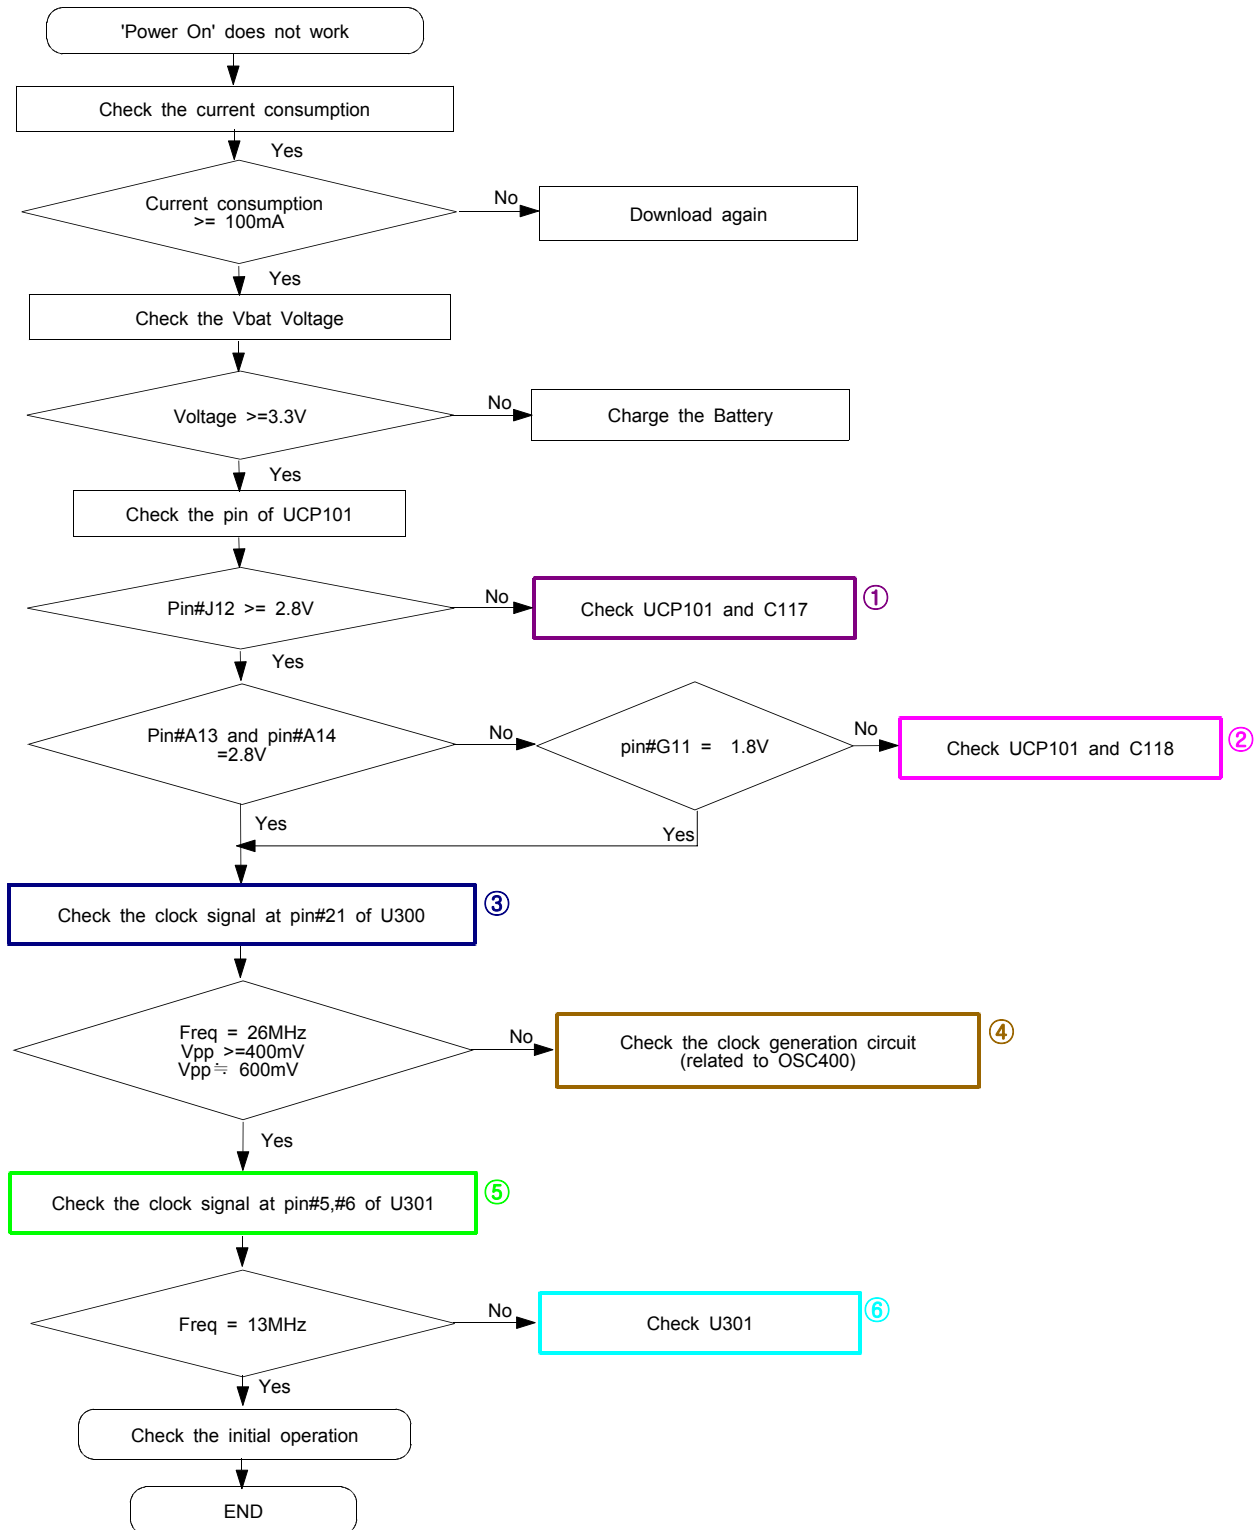 'Power On' does not work
Check the current consumption
Yes
Current consumption
>= 100mA
No
Download again
Yes
Check the Vbat Voltage
Voltage >=3.3V
No
Charge the Battery
Yes
Check the pin of UCP101
Pin#J12 >= 2.8V
No
Check UCP101 and C117
①
Yes
Pin#A13 and pin#A14
=2.8V
No
pin#G11 = 1.8V
No
Check UCP101 and C118
②
Yes
Yes
Check the clock signal at pin#21 of U300
③
Freq = 26MHz
Vpp >=400mV
Vpp≒ 600mV
No
Check the clock generation circuit
(related to OSC400)
④
Yes
Check the clock signal at pin#5,#6 of U301
⑤
Freq = 13MHz
No
Check U301
⑥
Yes
Check the initial operation
END